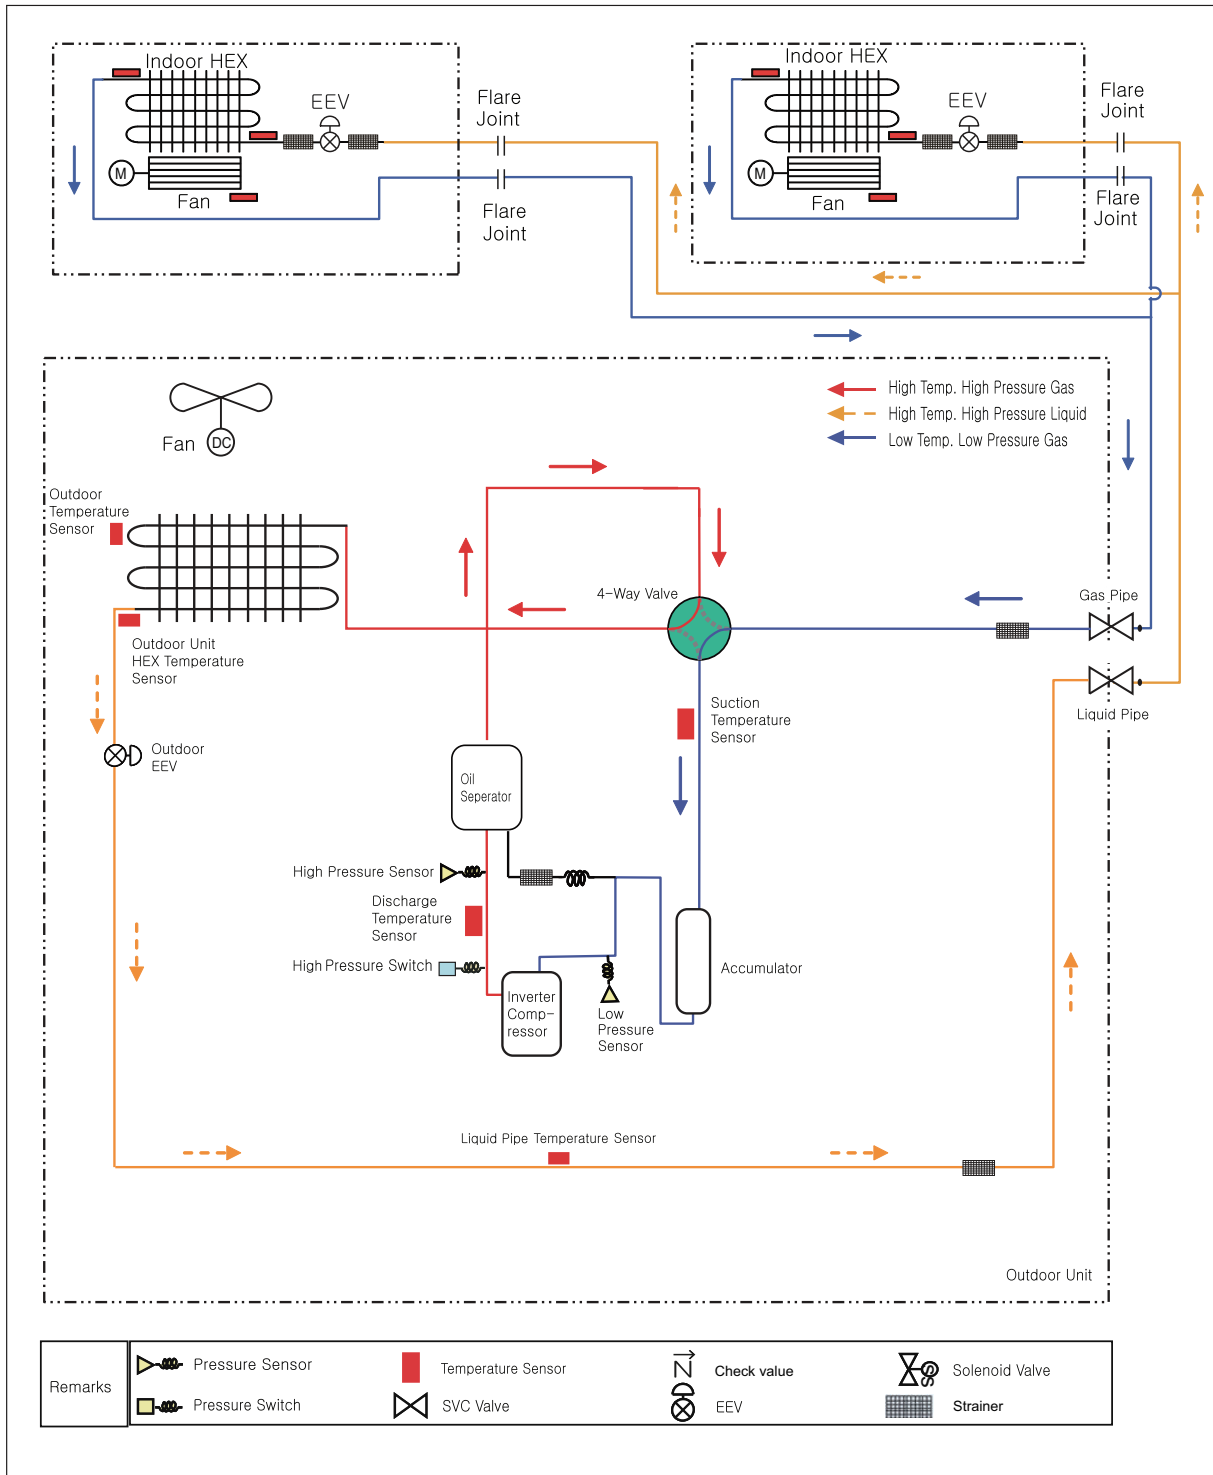 Indoor HEX
EEV
Flare
Joint
M
Fan
Flare
Joint
Indoor HEX
EEV
Flare
Joint
M
Fan
Flare
Joint
High Temp. High Pressure Gas
High Temp. High Pressure Liquid
Low Temp. Low Pressure Gas
Fan
DC
Outdoor
Temperature
Sensor
4-Way Valve
Gas Pipe
Outdoor Unit
HEX Temperature
Sensor
Liquid Pipe
Suction
Temperature
Sensor
Outdoor
EEV
Oil
Seperator
High Pressure Sensor
Discharge
Temperature
Sensor
High Pressure Switch
Inverter
Comp-
ressor
Low
Pressure
Sensor
Accumulator
Liquid Pipe Temperature Sensor
Outdoor Unit
Remarks
Pressure Sensor
Temperature Sensor
Check value
Solenoid Valve
Pressure Switch
SVC Valve
EEV
Strainer